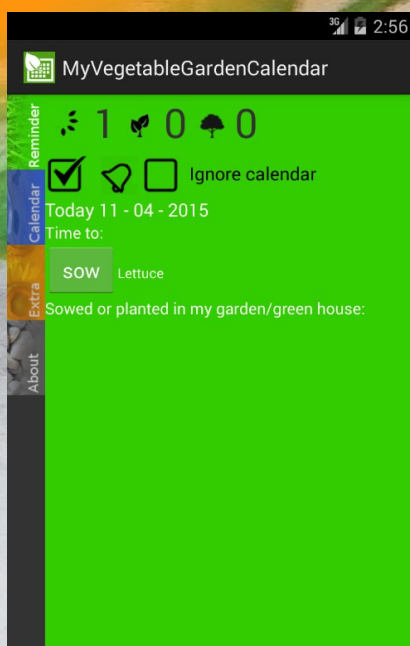 3G 2:56
MyVegetableGardenCalendar
Reminder
Calendar
Extra
About
1 0 0
Ignore calendar
Today 11 - 04 - 2015
Time to:
SOW Lettuce
Sowed or planted in my garden/green house: